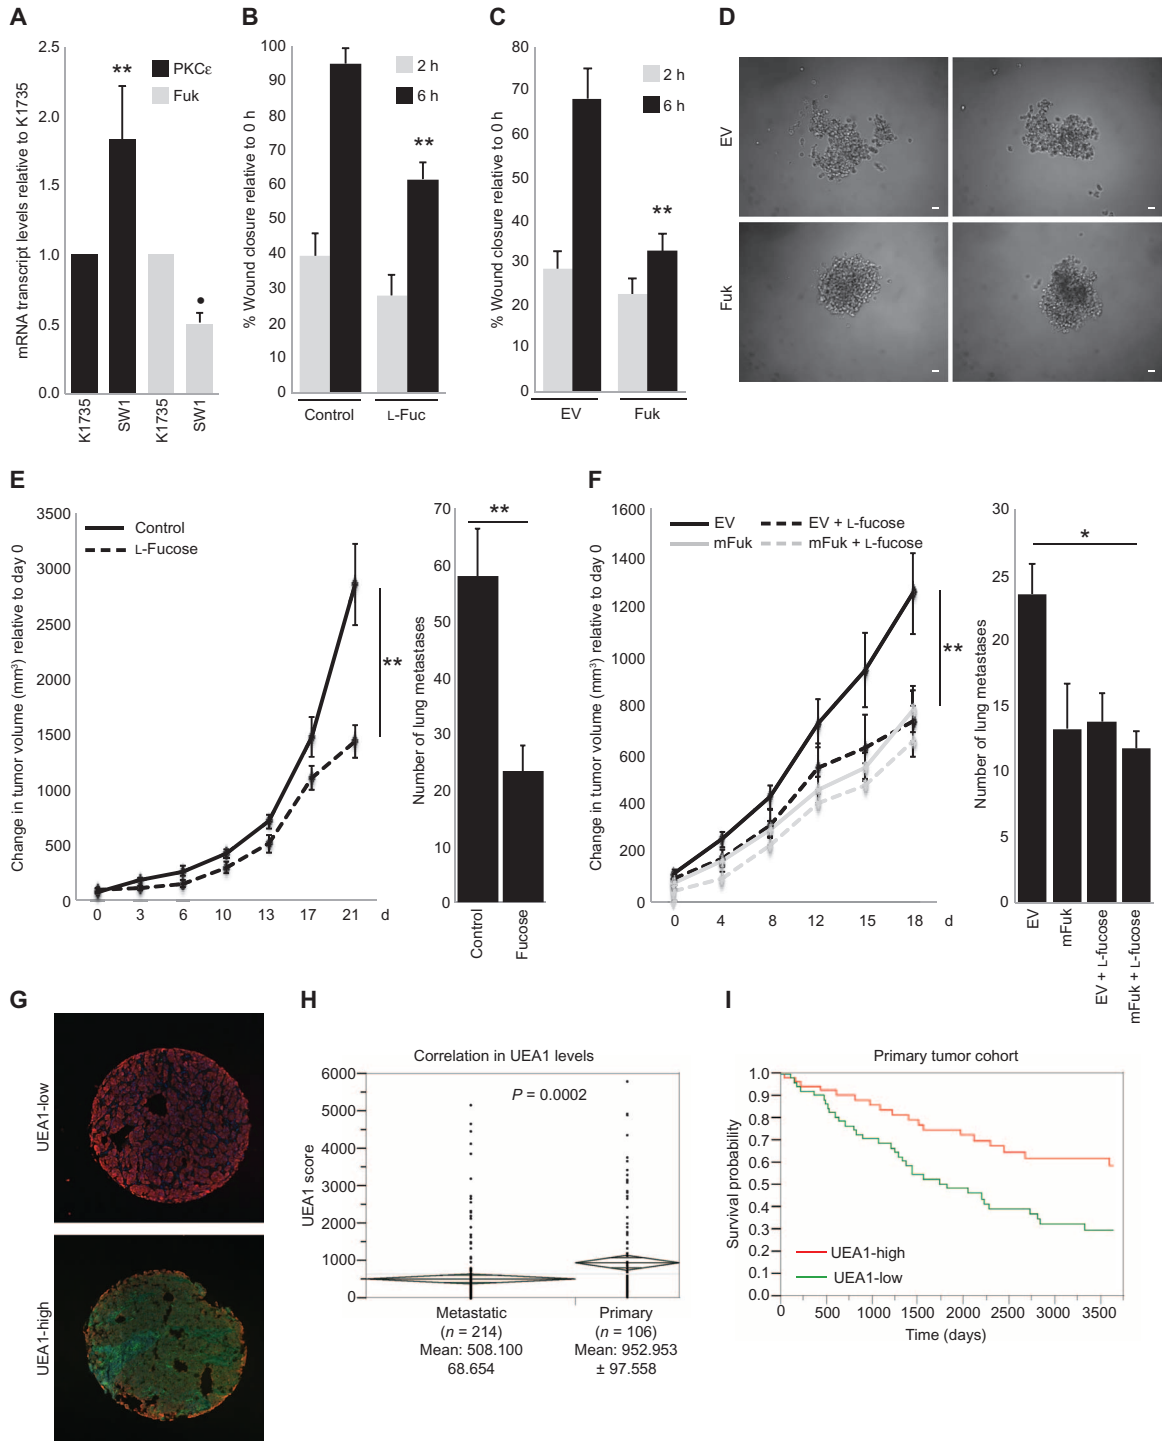 A
mRNA transcript levels relative to K1735
2.5
2.0
1.5
1.0
0.5
0.0
**
PKCε
Fuk
•
K1735
SW1
K1735
SW1
B
% Wound closure relative to 0 h
100
90
80
70
60
50
40
30
20
10
0
2 h
6 h
**
Control
L-Fuc
C
% Wound closure relative to 0 h
80
70
60
50
40
30
20
10
0
2 h
6 h
**
EV
Fuk
D
EV
Fuk
E
Change in tumor volume (mm³) relative to day 0
3500
3000
2500
2000
1500
1000
500
0
Control
L-Fucose
**
0 3 6 10 13 17 21 d
Number of lung metastases
70
60
50
40
30
20
10
0
**
Control
Fucose
F
Change in tumor volume (mm³) relative to day 0
1600
1400
1200
1000
800
600
400
200
0
EV
mFuk
EV + L-fucose
mFuk + L-fucose
**
0 4 8 12 15 18 d
Number of lung metastases
30
25
20
15
10
5
0
*
EV
mFuk
EV + L-fucose
mFuk + L-fucose
G
UEA1-low
UEA1-high
H
Correlation in UEA1 levels
P = 0.0002
UEA1 score
6000
5000
4000
3000
2000
1000
0
Metastatic
(n = 214)
Mean: 508.100
68.654
Primary
(n = 106)
Mean: 952.953
± 97.558
I
Primary tumor cohort
Survival probability
1.0
0.9
0.8
0.7
0.6
0.5
0.4
0.3
0.2
0.1
0.0
UEA1-high
UEA1-low
0 500 1000 1500 2000 2500 3000 3500
Time (days)